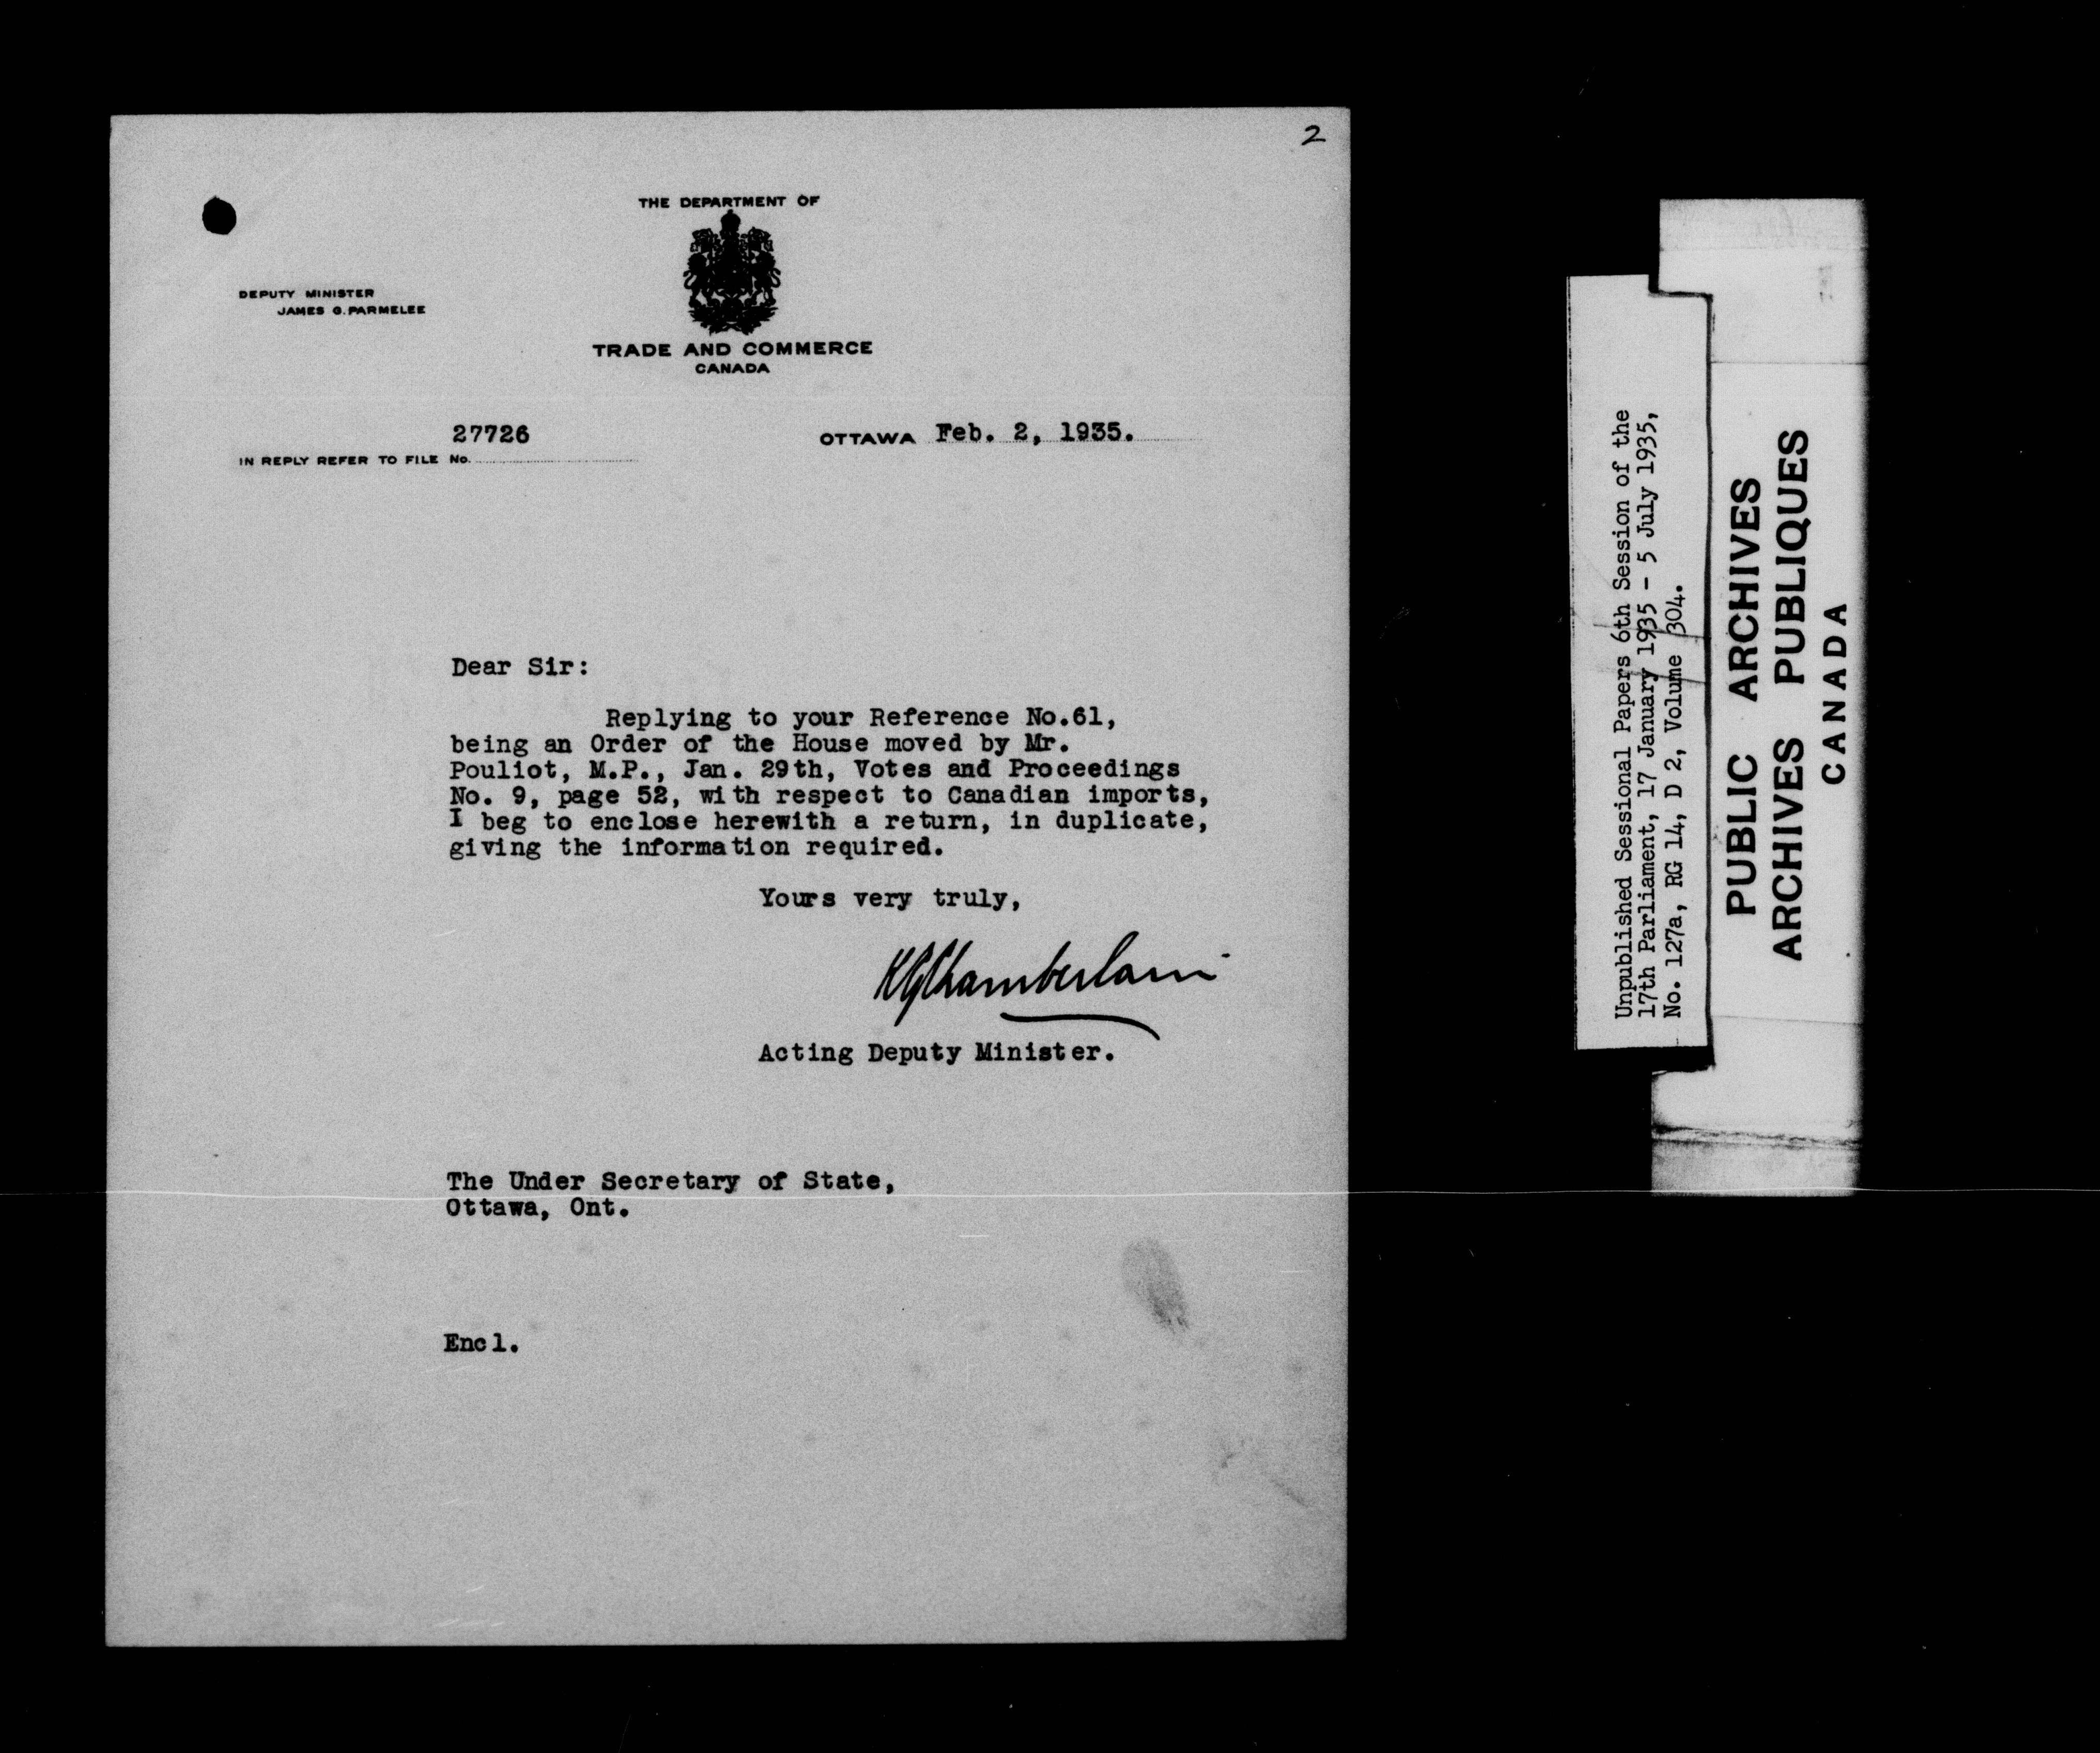 2
THE DEPARTMENT OF
DEPUTY MINISTER
JAMES G. PARMELEE
TRADE AND COMMERCE
CANADA
27726
IN REPLY REFER TO FILE No.
OTTAWA Feb. 2, 1935.
Dear Sir:
Replying to your Reference No.61,
being an Order of the House moved by Mr.
Pouliot, M.P., Jan. 29th, Votes and Proceedings
No. 9, page 52, with respect to Canadian imports,
I beg to enclose herewith a return, in duplicate,
giving the information required.
Yours very truly,
Chamberlain
Acting Deputy Minister.
The Under Secretary of State,
Ottawa, Ont.
Encl.
Unpublished Sessional Papers 6th Session of the
17th Parliament, 17 January 1935 - 5 July 1935,
No. 127a, RG 14, D 2, Volume 304.
PUBLIC ARCHIVES
ARCHIVES PUBLIQUES
CANADA